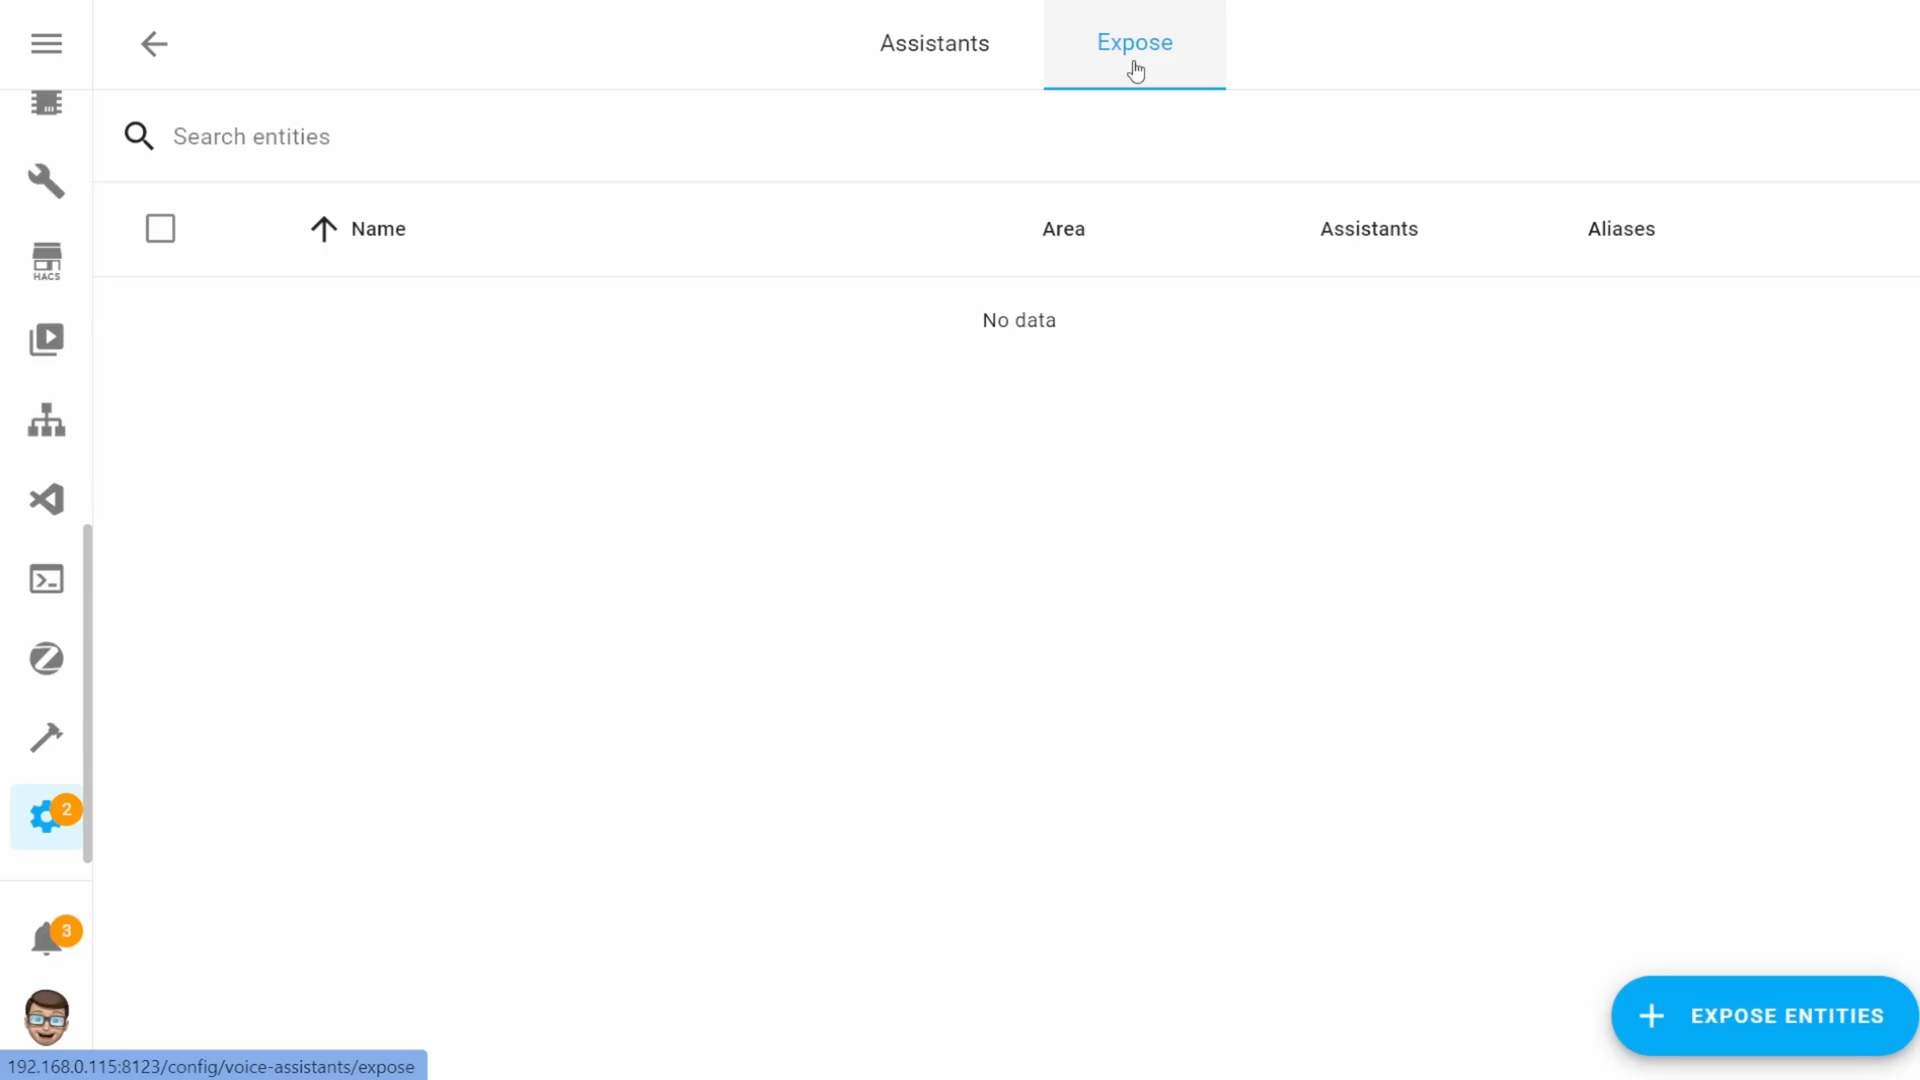 Assistants
Expose
Search entities
Name
Area
Assistants
Aliases
No data
HACS
2
3
EXPOSE ENTITIES
192.168.0.115:8123/config/voice-assistants/expose